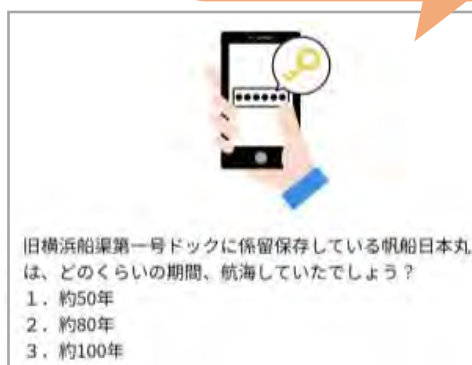 旧横浜船渠第一号ドックに係留保存している帆船日本丸
は、どのくらいの期間、航海していたでしょう？
１．約50年
２．約80年
３．約100年